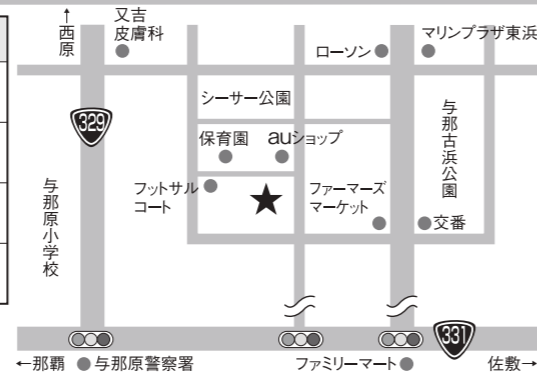 ↑西原
又吉
皮膚科
ローソン
マリンプラザ東浜
シーサー公園
329
保育園
auショップ
与那古浜公園
与那原小学校
フットサル
コート
ファーマーズ
マーケット
交番
331
←那覇
与那原警察署
ファミリーマート
佐敷→